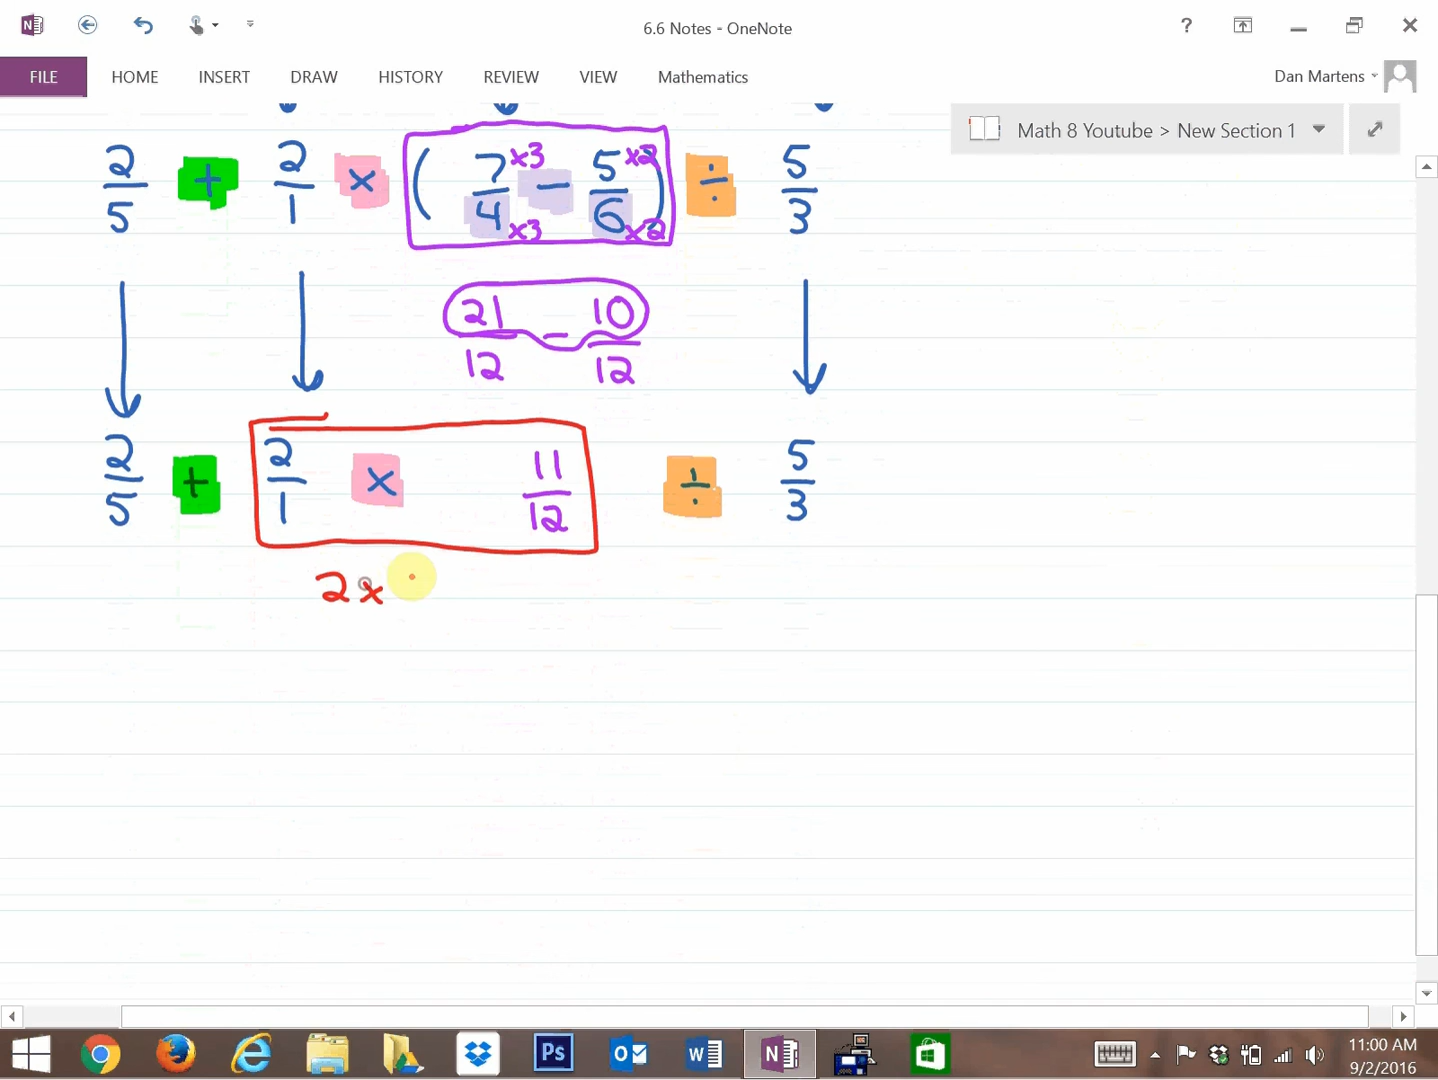 6.6 Notes - OneNote
?
FILE HOME INSERT DRAW HISTORY REVIEW VIEW Mathematics
Dan Martens
Math 8 Youtube > New Section 1
2/5 + 2/1 × ( 7/4 ×3 ×3 − 5/6 ×2 ×2 ) ÷ 5/3
21/12 − 10/12
2/5 + 2/1 × 11/12 ÷ 5/3
2 ×
Ps
11:00 AM
9/2/2016